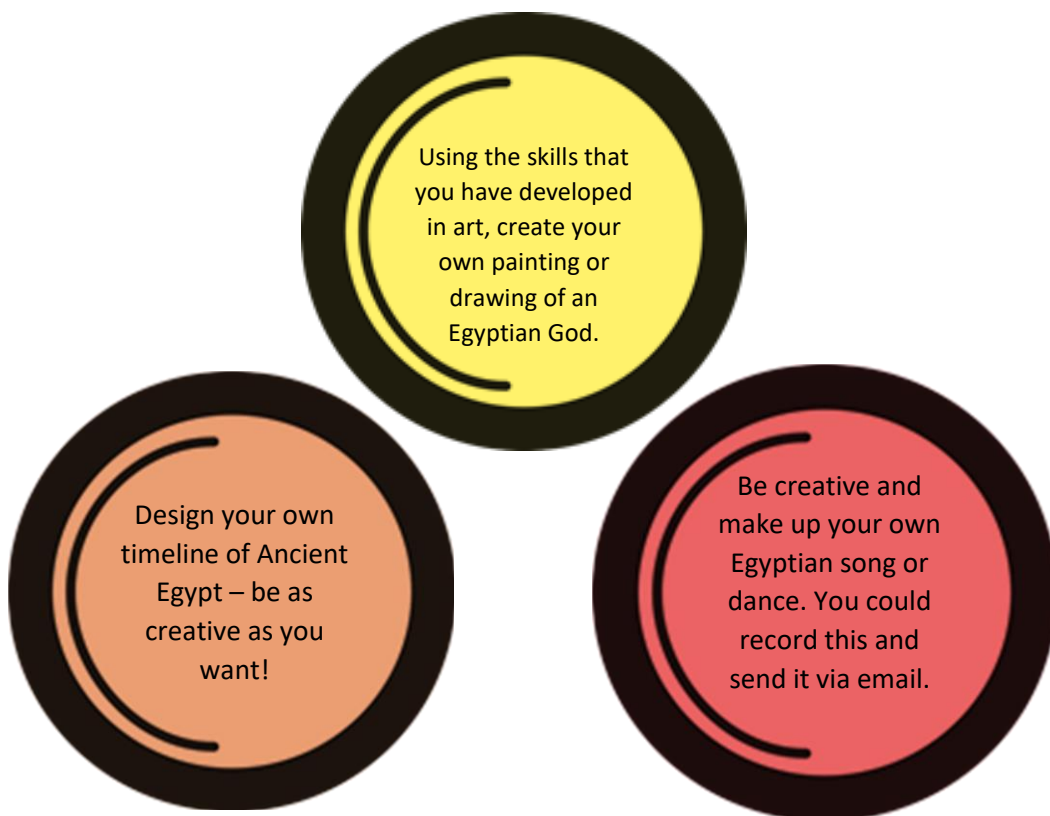 Using the skills that
you have developed
in art, create your
own painting or
drawing of an
Egyptian God.
Design your own
timeline of Ancient
Egypt – be as
creative as you
want!
Be creative and
make up your own
Egyptian song or
dance. You could
record this and
send it via email.